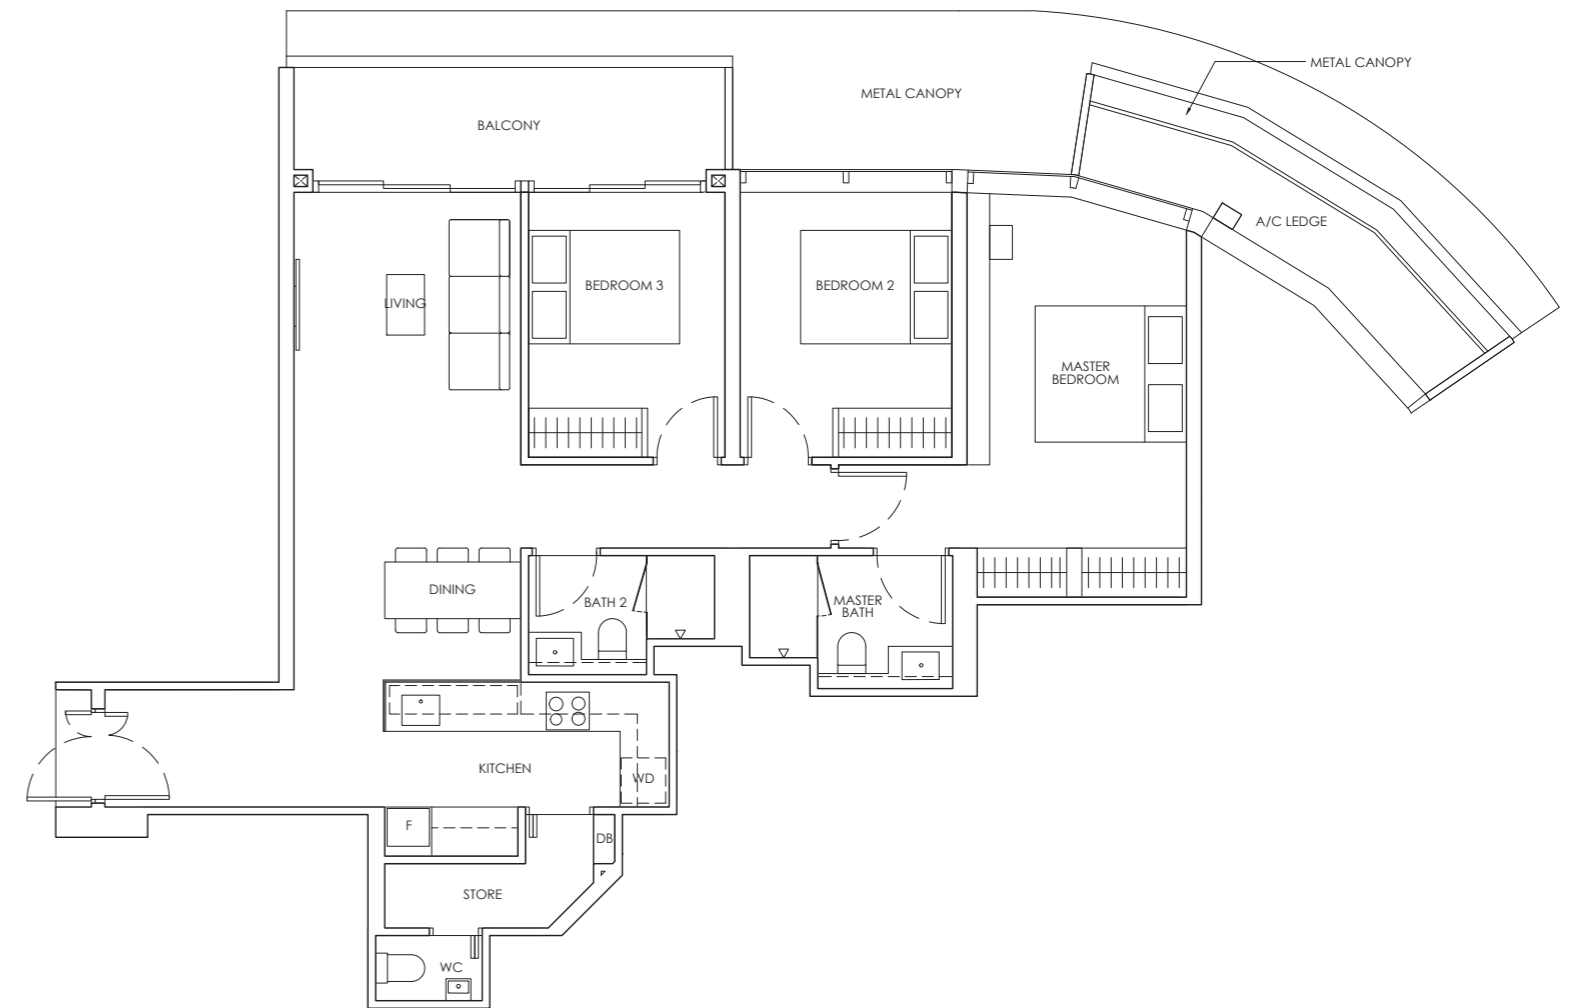 METAL CANOPY
METAL CANOPY
BALCONY
A/C LEDGE
LIVING
BEDROOM 3
BEDROOM 2
MASTER
BEDROOM
DINING
BATH 2
MASTER
BATH
KITCHEN
WD
F
DB
STORE
WC